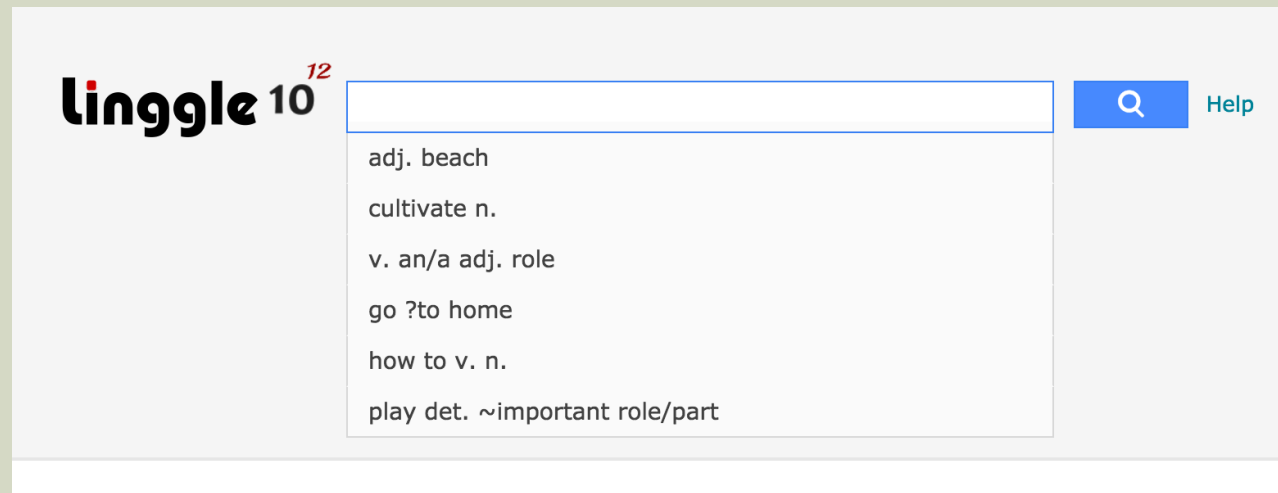 Linggle 10 12
Help
adj. beach
cultivate n.
v. an/a adj. role
go ?to home
how to v. n.
play det. ~important role/part